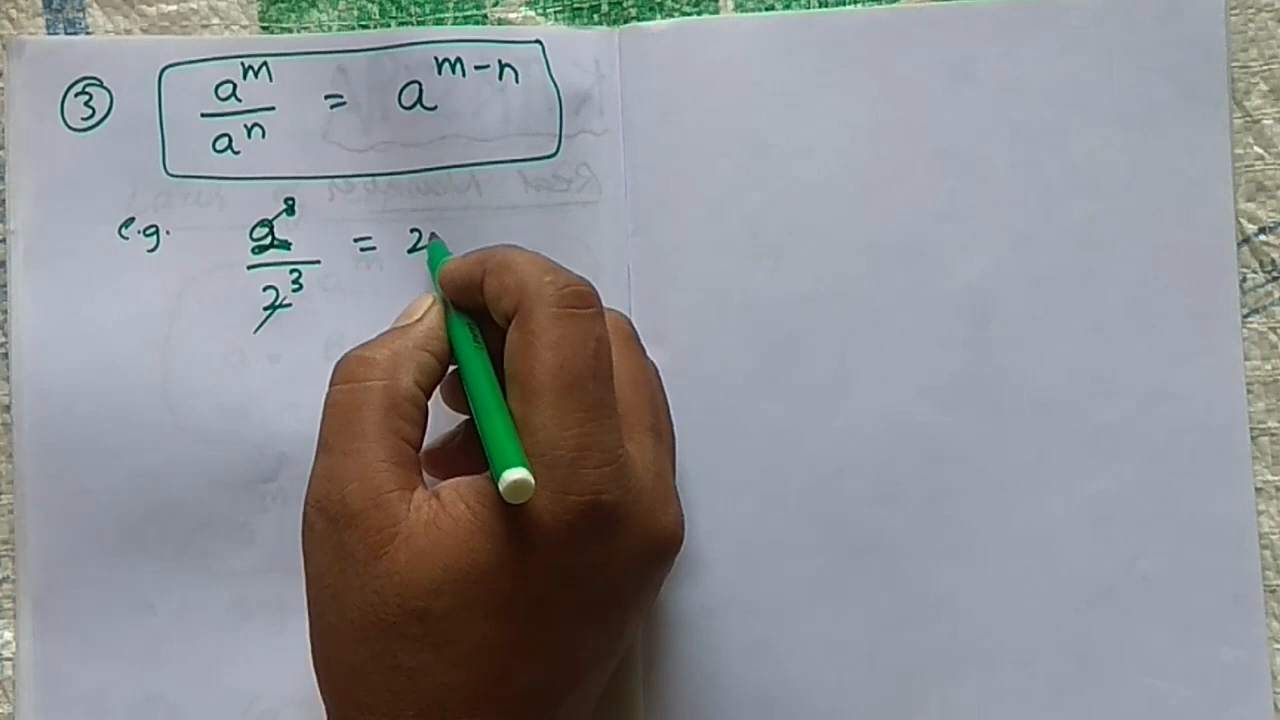 ③ a^m / a^n = a^(m-n)
e.g. 2^8 / 2^3 = 2